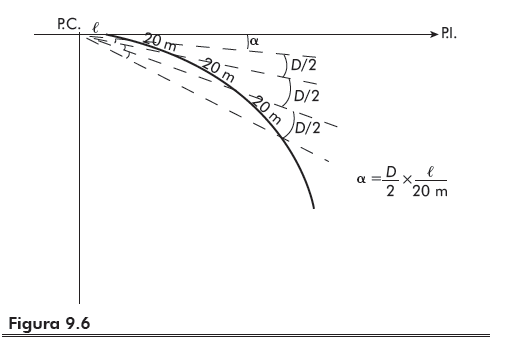 P.C. ℓ
P.I.
20 m
α
20 m
D/2
D/2
20 m
D/2
α = D/2 × ℓ/20 m
Figura 9.6